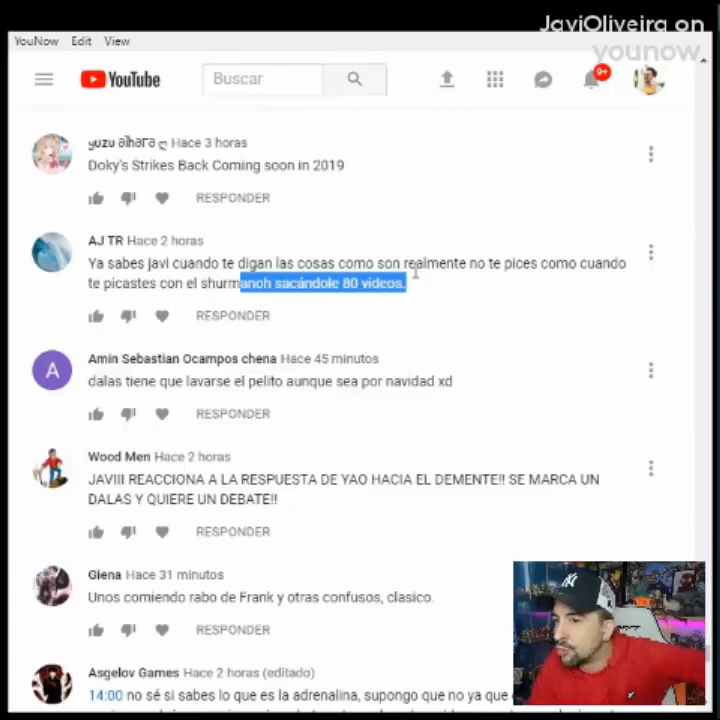 JaviOliveira on
younow
YouNow Edit View
YouTube
Buscar
9+
Hace 3 horas
Doky's Strikes Back Coming soon in 2019
RESPONDER
AJ TR Hace 2 horas
Ya sabes javi cuando te digan las cosas como son realmente no te pices como cuando
te picastes con el shurmanoh sacándole 80 videos.
RESPONDER
A
Amin Sebastian Ocampos chena Hace 45 minutos
dalas tiene que lavarse el pelito aunque sea por navidad xd
RESPONDER
Wood Men Hace 2 horas
JAVIII REACCIONA A LA RESPUESTA DE YAO HACIA EL DEMENTE!! SE MARCA UN
DALAS Y QUIERE UN DEBATE!!
RESPONDER
Hace 31 minutos
Unos comiendo rabo de Frank y otras confusos, clasico.
RESPONDER
Asgelov Games Hace 2 horas (editado)
14:00 no sé si sabes lo que es la adrenalina, supongo que no ya que